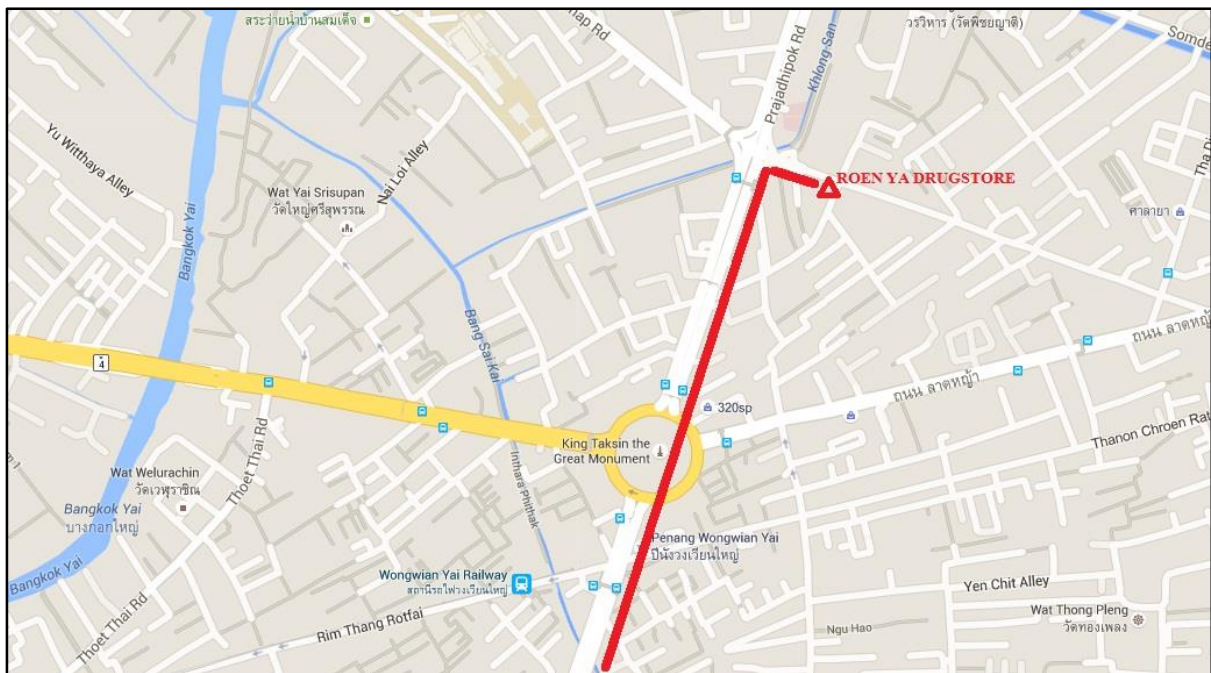 สระว่ายน้ำบ้านสมเด็จ
วรวิหาร (วัดพิชยญาติ)
Prajadhipok Rd
Khlong San
Yu Witthaya Alley
Nai Loi Alley
Wat Yai Srisupan
วัดใหญ่ศรีสุพรรณ
ROEN YA DRUGSTORE
ศาลายา
Bangkok Yai
Bang Sai Kai
4
ถนน ลาดหญ้า
ถนน ลาดหญ้า
320sp
King Taksin the
Great Monument
Thanon Chroen Rat
Thoet Thai Rd
Wat Welurachin
วัดเวฬุราชิณ
Bangkok Yai
บางกอกใหญ่
Inthara Phithak
Penang Wongwian Yai
ปีนังวงเวียนใหญ่
Bangkok Yai
Wongwian Yai Railway
สถานีรถไฟวงเวียนใหญ่
Yen Chit Alley
Wat Thong Pleng
วัดทองเพลง
Ngu Hao
Rim Thang Rotfai
Thoet Thai Rd